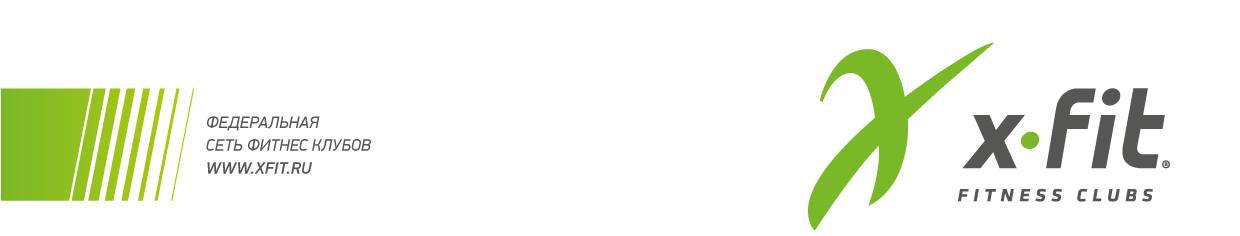 ФЕДЕРАЛЬНАЯ
СЕТЬ ФИТНЕС КЛУБОВ
WWW.XFIT.RU
x·fit®
FITNESS CLUBS